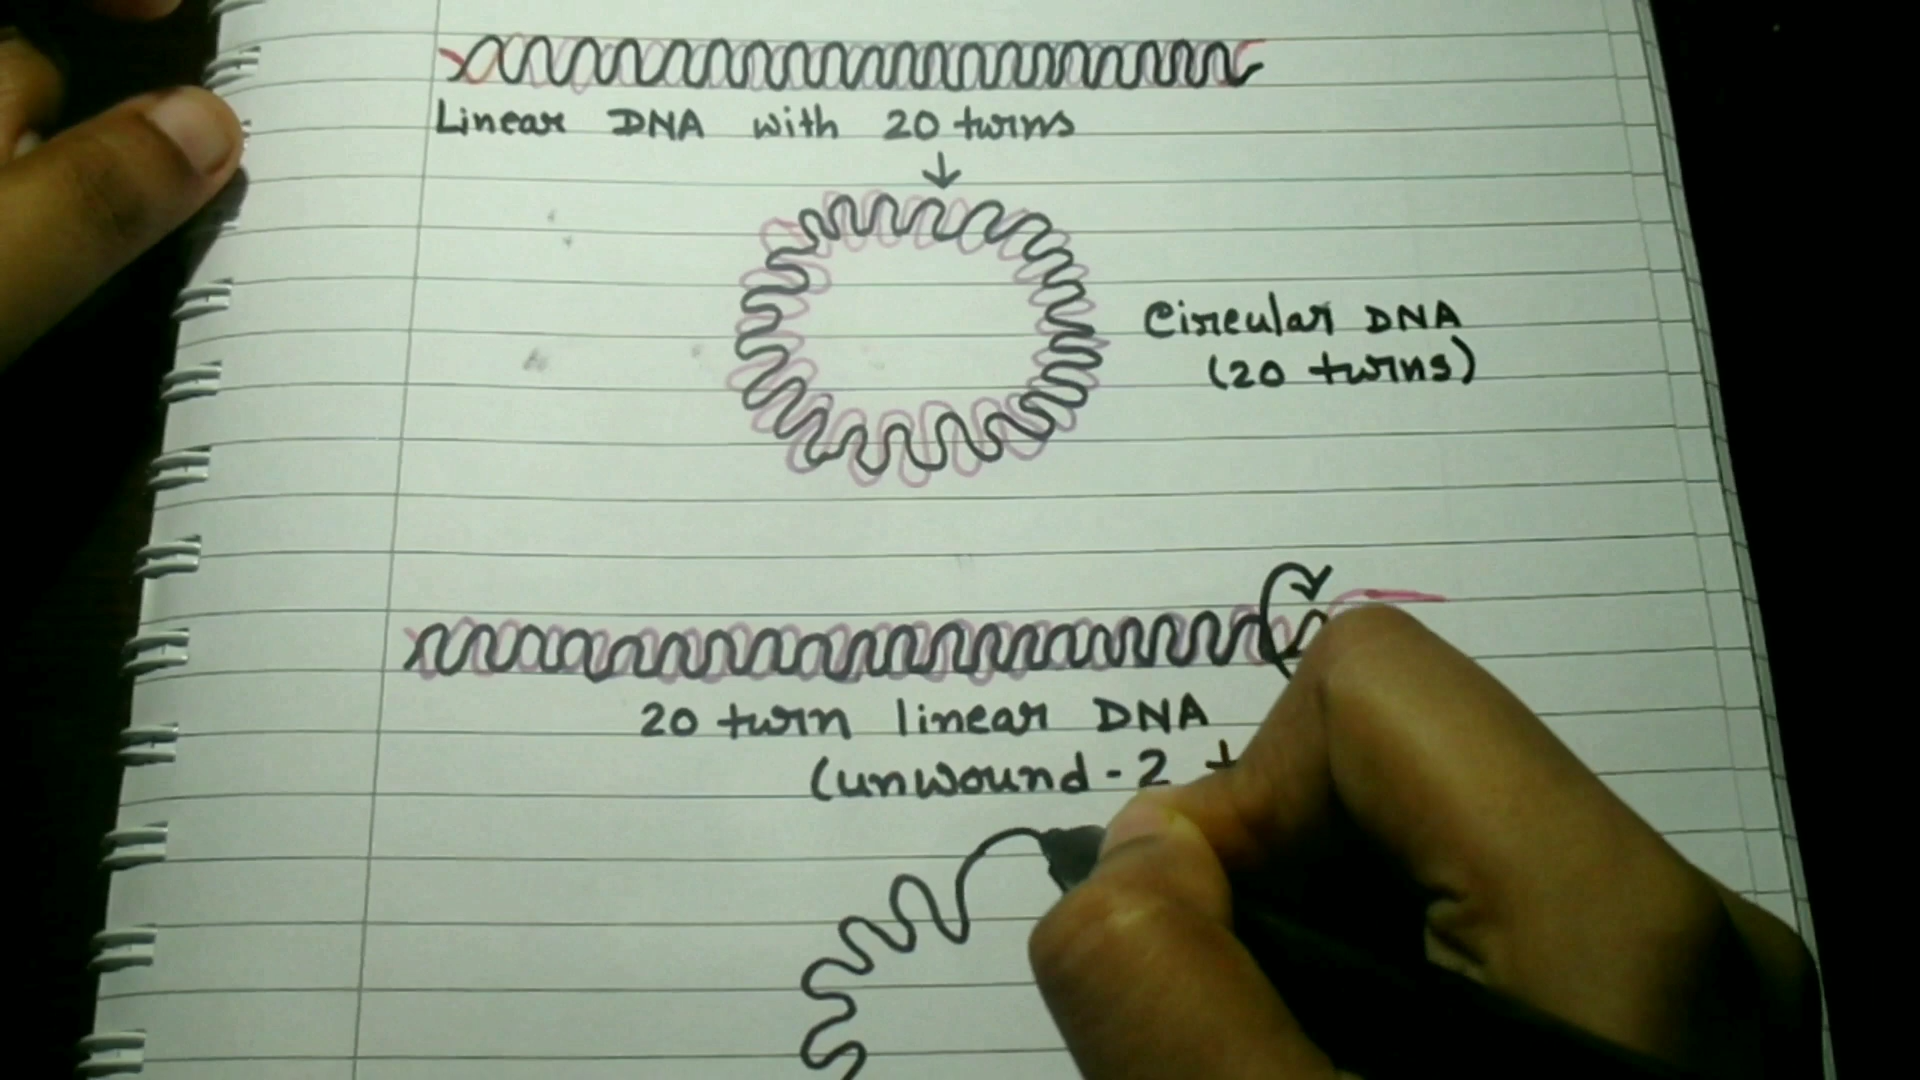 Linear DNA with 20 turns
Circular DNA
(20 turns)
20 turn linear DNA
(unwound - 2